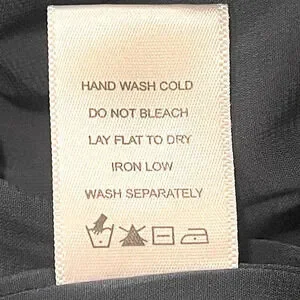 HAND WASH COLD
DO NOT BLEACH
LAY FLAT TO DRY
IRON LOW
WASH SEPARATELY